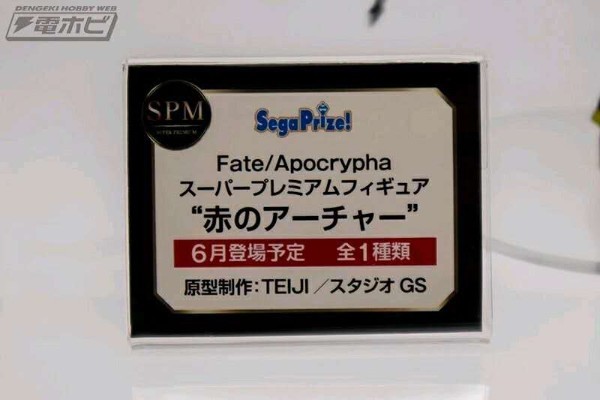 DENGEKI HOBBY WEB
電ホビ
SPM
SUPER PREMIUM
SegaPrize!
Fate/Apocrypha
スーパープレミアムフィギュア
“赤のアーチャー”
6月登場予定 全1種類
原型制作：TEIJI／スタジオGS